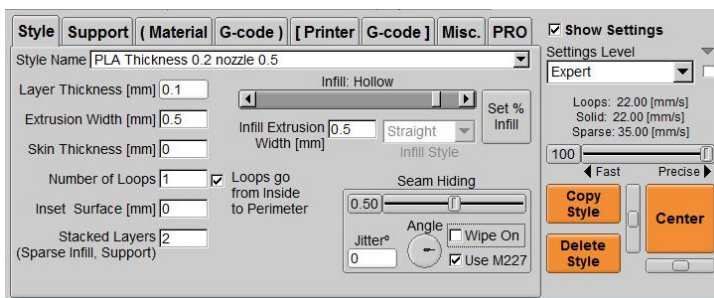 Style Support ( Material G-code ) [ Printer G-code ] Misc. PRO
Style Name PLA Thickness 0.2 nozzle 0.5
Layer Thickness [mm] 0.1
Extrusion Width [mm] 0.5
Skin Thickness [mm] 0
Number of Loops 1
Inset Surface [mm] 0
Stacked Layers 2
(Sparse Infill, Support)
Infill: Hollow
Infill Extrusion 0.5
Width [mm]
Straight
Infill Style
Set %
Infill
Loops go
from Inside
to Perimeter
Seam Hiding
0.50
Jitterº
0
Angle
Wipe On
Use M227
Show Settings
Settings Level
Expert
Loops: 22.00 [mm/s]
Solid: 22.00 [mm/s]
Sparse: 35.00 [mm/s]
100
Fast Precise
Copy
Style
Delete
Style
Center